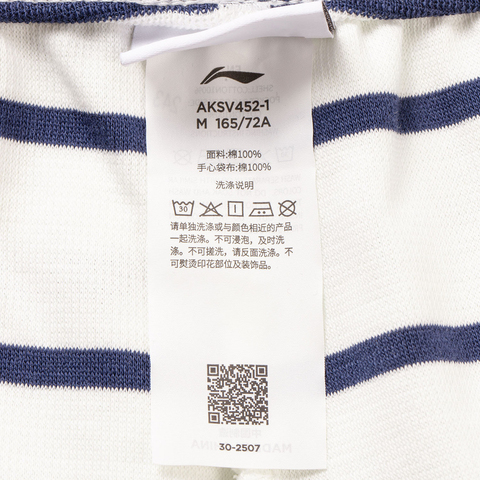 AKSV452-1
M 165/72A
面料:棉100%
手心袋布:棉100%
洗涤说明
30
请单独洗涤或与颜色相近的产品
一起洗涤。不可浸泡，及时洗
涤。不可搓洗，请反面洗涤。不
可熨烫印花部位及装饰品。
30-2507